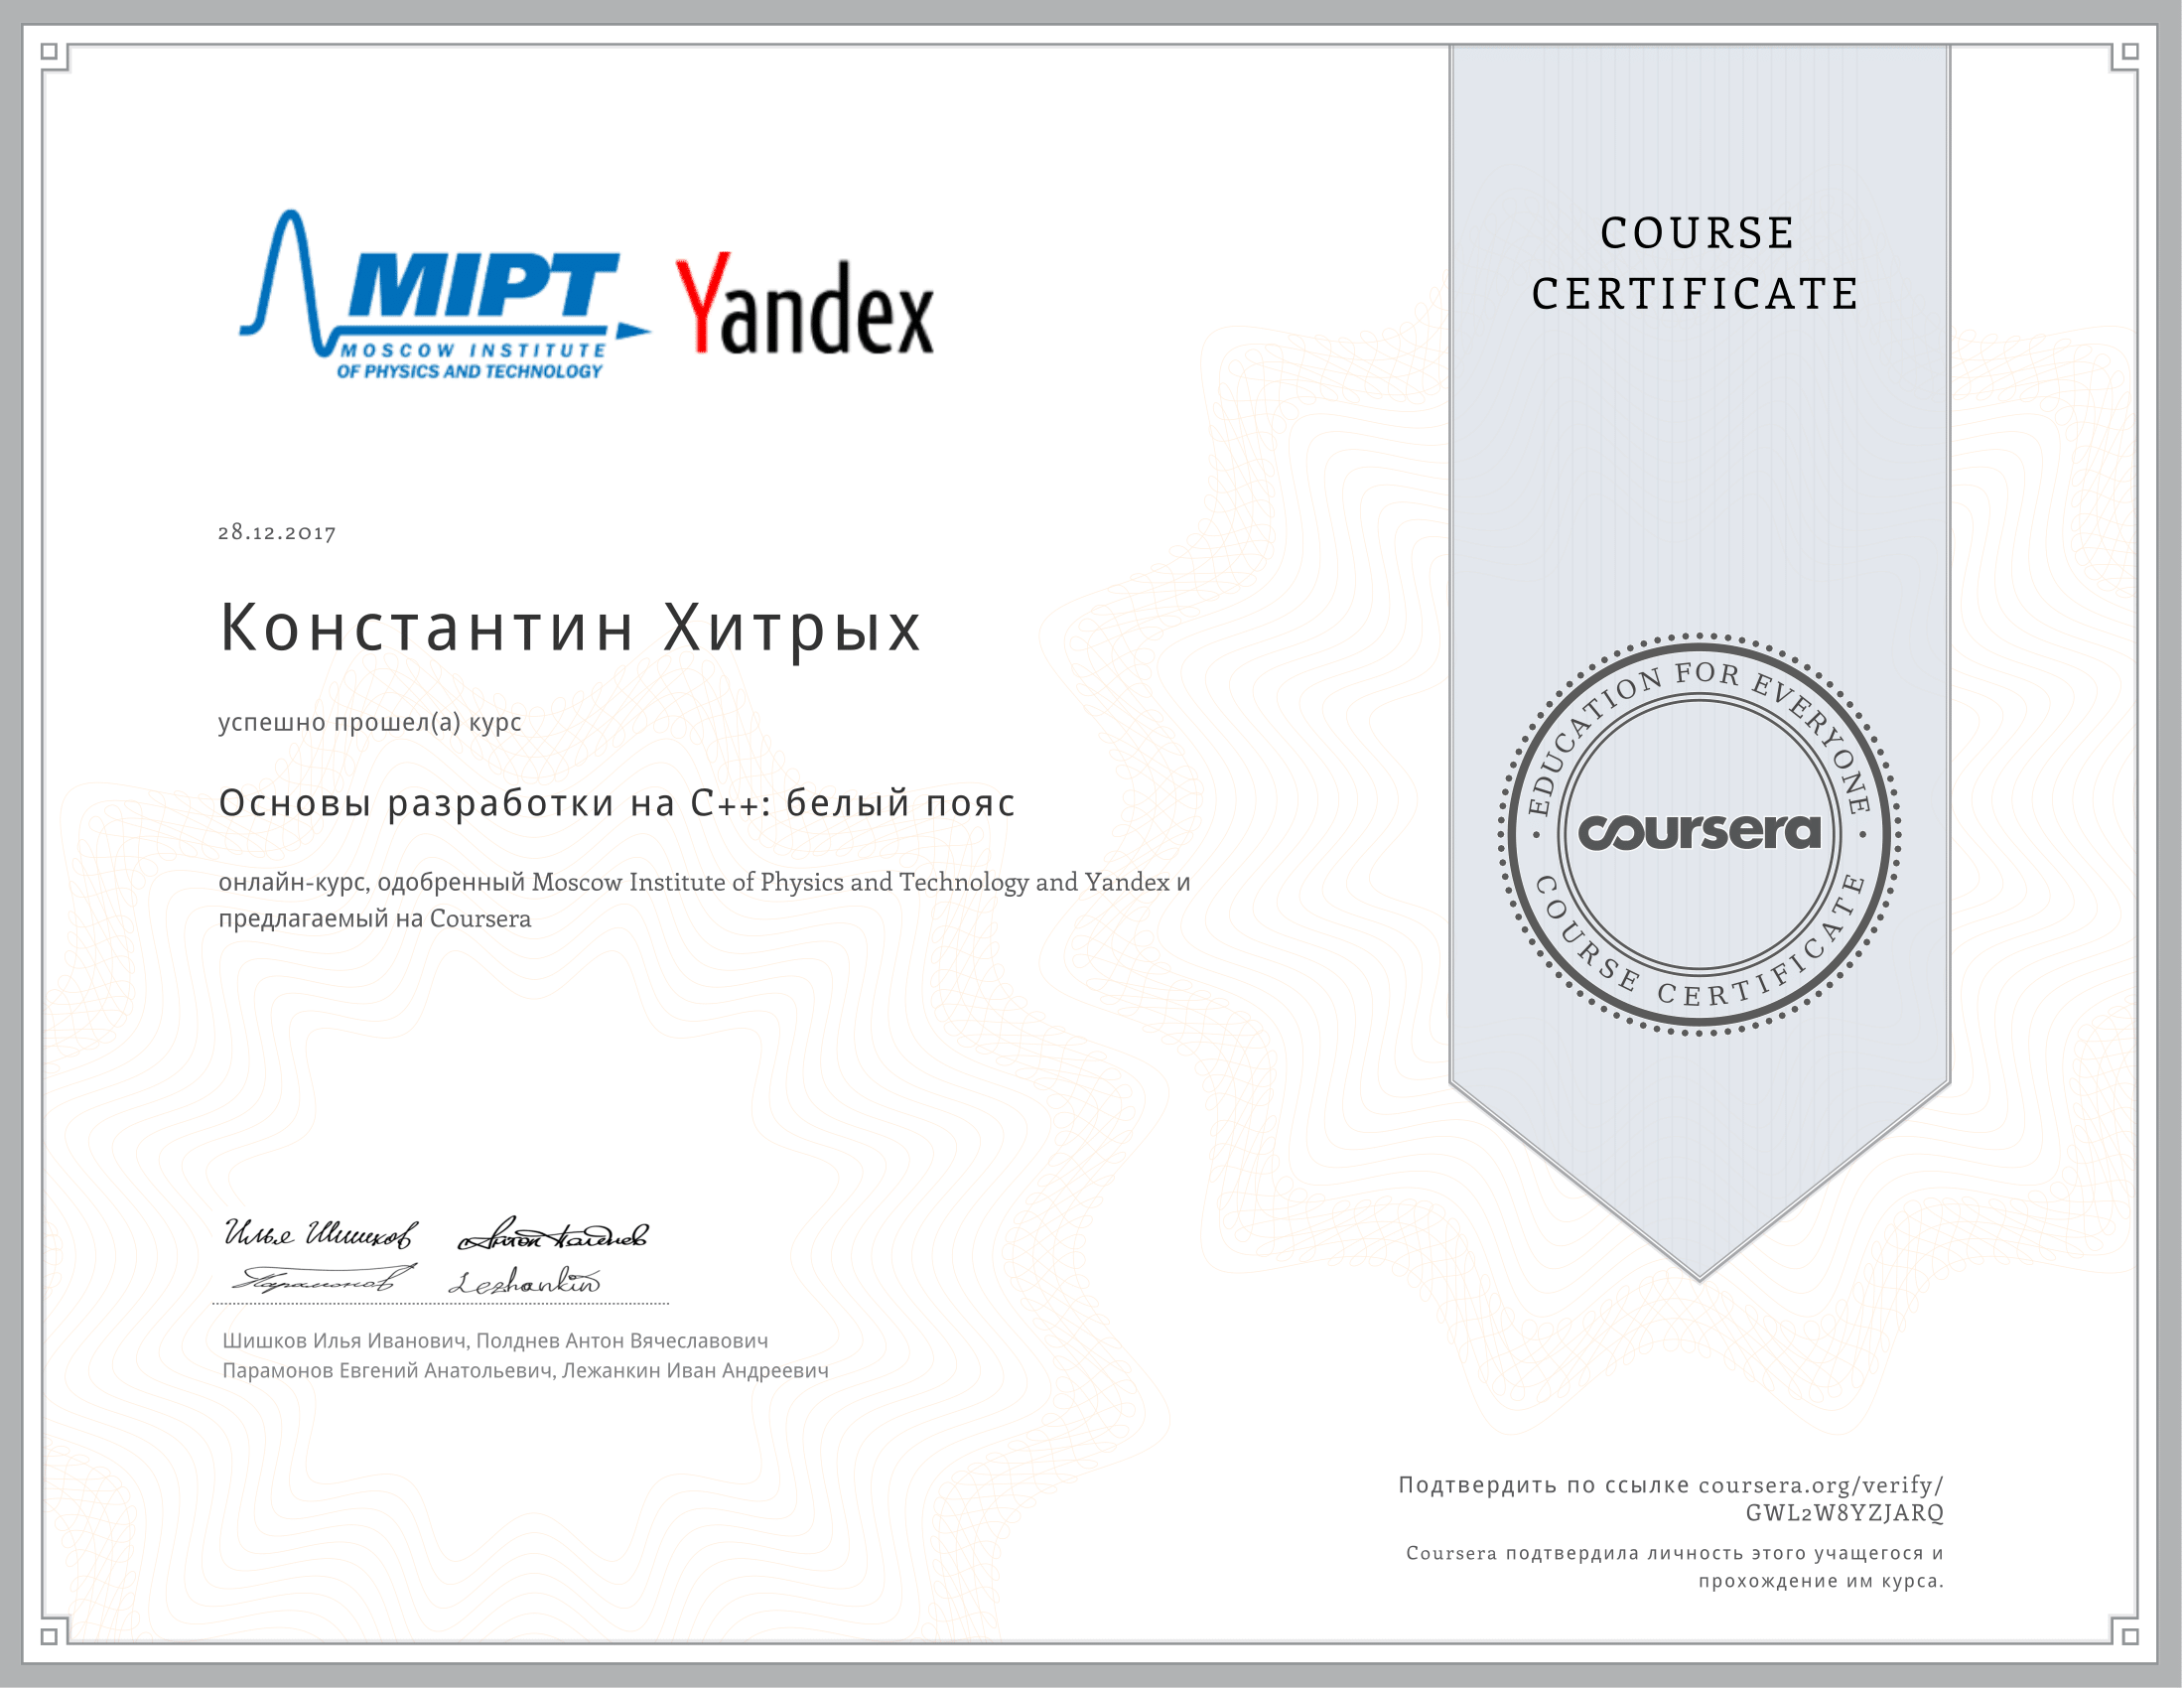 MIPT
MOSCOW INSTITUTE
OF PHYSICS AND TECHNOLOGY
Yandex
COURSE
CERTIFICATE
28.12.2017
Константин Хитрых
успешно прошел(а) курс
Основы разработки на C++: белый пояс
онлайн-курс, одобренный Moscow Institute of Physics and Technology and Yandex и
предлагаемый на Coursera
EDUCATION FOR EVERYONE
coursera
COURSE CERTIFICATE
Илья Шишков
Антон Полднев
Парамонов
Lezhankin
Шишков Илья Иванович, Полднев Антон Вячеславович
Парамонов Евгений Анатольевич, Лежанкин Иван Андреевич
Подтвердить по ссылке coursera.org/verify/
GWL2W8YZJARQ
Coursera подтвердила личность этого учащегося и
прохождение им курса.